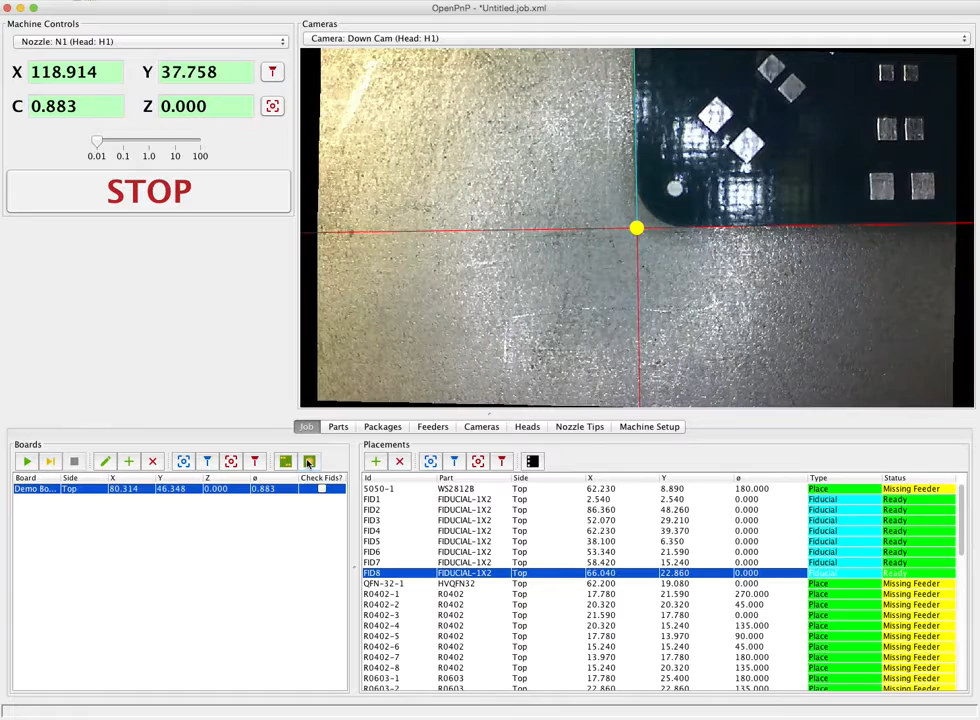 OpenPnP - *Untitled.job.xml
Machine Controls
Nozzle: N1 (Head: H1)
X 118.914 Y 37.758
C 0.883 Z 0.000
0.01 0.1 1.0 10 100
STOP
Cameras
Camera: Down Cam (Head: H1)
Job Parts Packages Feeders Cameras Heads Nozzle Tips Machine Setup
Boards
Board Side X Y Z ø Check Fids?
Demo Bo... Top 80.314 46.348 0.000 0.883
Placements
Id Part Side X Y ø Type Status
5050-1 WS2812B Top 62.230 8.890 180.000 Place Missing Feeder
FID1 FIDUCIAL-1X2 Top 2.540 2.540 0.000 Fiducial Ready
FID2 FIDUCIAL-1X2 Top 86.360 48.260 0.000 Fiducial Ready
FID3 FIDUCIAL-1X2 Top 52.070 29.210 0.000 Fiducial Ready
FID4 FIDUCIAL-1X2 Top 62.230 39.370 0.000 Fiducial Ready
FID5 FIDUCIAL-1X2 Top 38.100 6.350 0.000 Fiducial Ready
FID6 FIDUCIAL-1X2 Top 53.340 21.590 0.000 Fiducial Ready
FID7 FIDUCIAL-1X2 Top 58.420 15.240 0.000 Fiducial Ready
FID8 FIDUCIAL-1X2 Top 66.040 22.860 0.000 Fiducial Ready
QFN-32-1 HVQFN32 Top 62.200 19.080 0.000 Place Missing Feeder
R0402-1 R0402 Top 17.780 21.590 270.000 Place Missing Feeder
R0402-2 R0402 Top 20.320 20.320 45.000 Place Missing Feeder
R0402-3 R0402 Top 21.590 17.780 0.000 Place Missing Feeder
R0402-4 R0402 Top 20.320 15.240 135.000 Place Missing Feeder
R0402-5 R0402 Top 17.780 13.970 90.000 Place Missing Feeder
R0402-6 R0402 Top 15.240 15.240 45.000 Place Missing Feeder
R0402-7 R0402 Top 13.970 17.780 180.000 Place Missing Feeder
R0402-8 R0402 Top 15.240 20.320 135.000 Place Missing Feeder
R0603-1 R0603 Top 17.780 25.400 180.000 Place Missing Feeder
R0603-2 R0603 Top 22.860 22.860 135.000 Place Missing Feeder